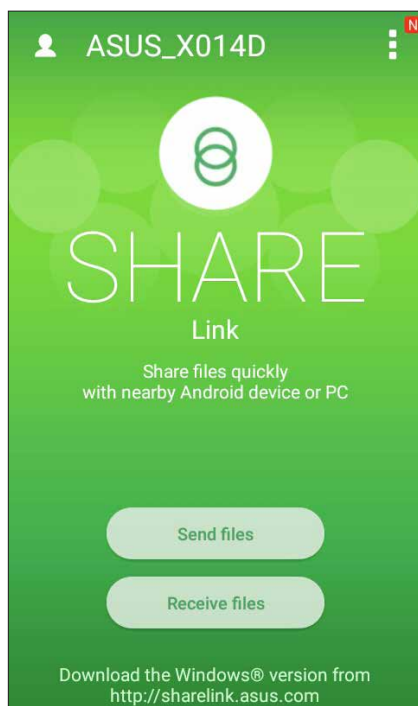 ASUS_X014D
N
SHARE
Link
Share files quickly
with nearby Android device or PC
Send files
Receive files
Download the Windows® version from
http://sharelink.asus.com